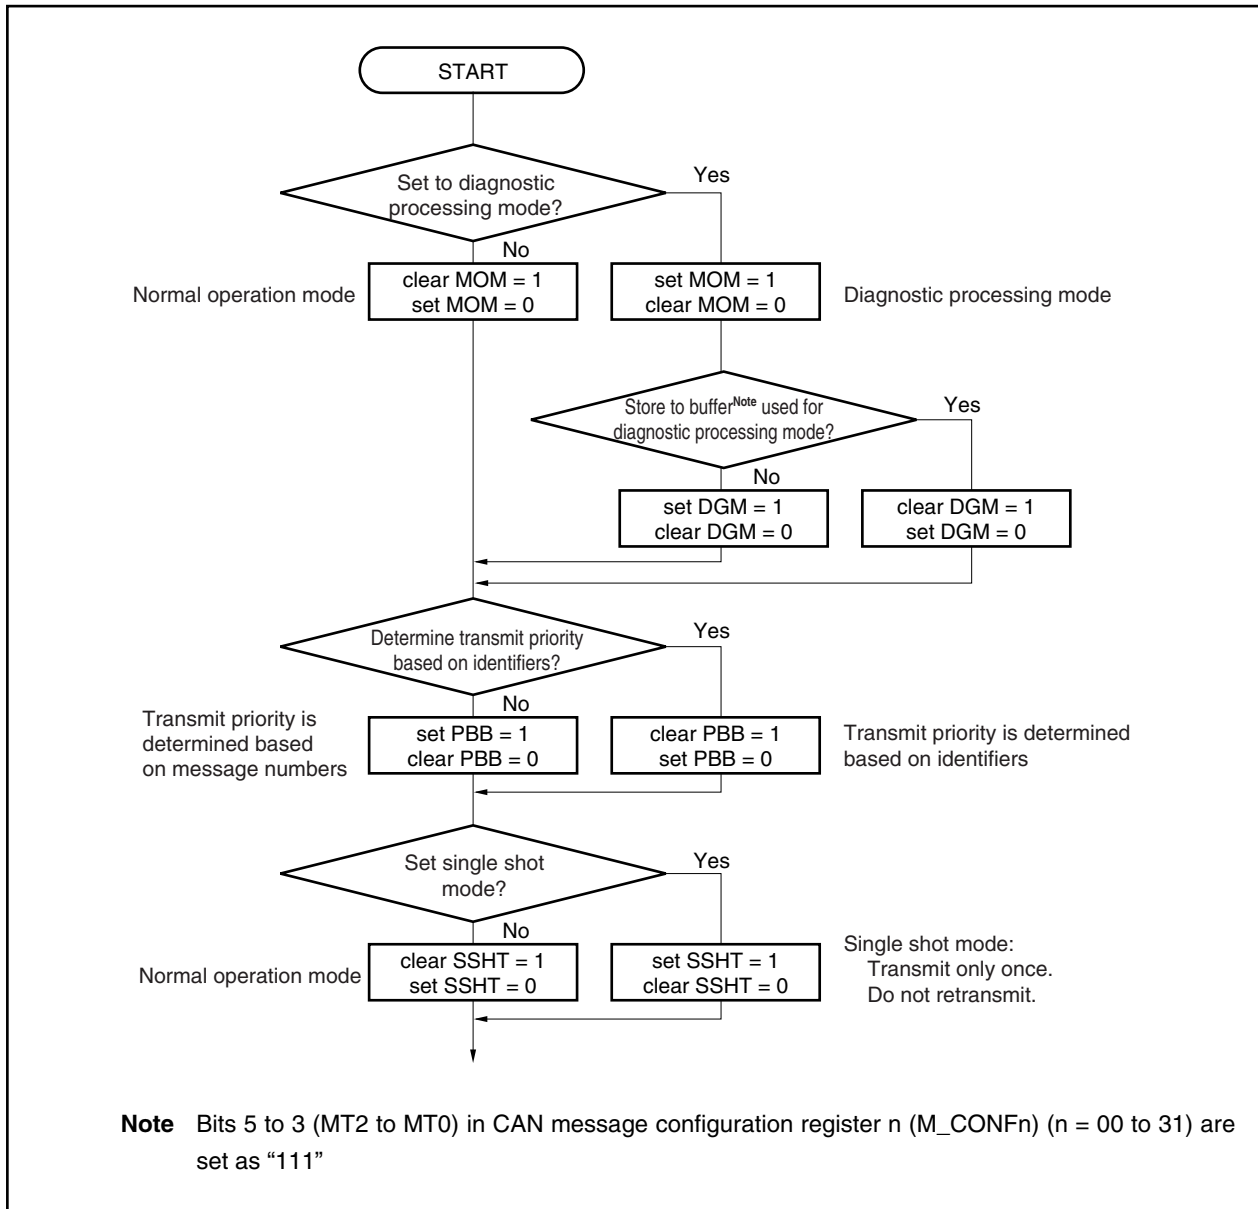 START
Set to diagnostic
processing mode?
Yes
No
Normal operation mode
clear MOM = 1
set MOM = 0
set MOM = 1
clear MOM = 0
Diagnostic processing mode
Store to bufferNote used for
diagnostic processing mode?
Yes
No
set DGM = 1
clear DGM = 0
clear DGM = 1
set DGM = 0
Determine transmit priority
based on identifiers?
Yes
No
Transmit priority is
determined based
on message numbers
set PBB = 1
clear PBB = 0
clear PBB = 1
set PBB = 0
Transmit priority is determined
based on identifiers
Set single shot
mode?
Yes
No
Normal operation mode
clear SSHT = 1
set SSHT = 0
set SSHT = 1
clear SSHT = 0
Single shot mode:
Transmit only once.
Do not retransmit.
Note Bits 5 to 3 (MT2 to MT0) in CAN message configuration register n (M_CONFn) (n = 00 to 31) are
set as “111”